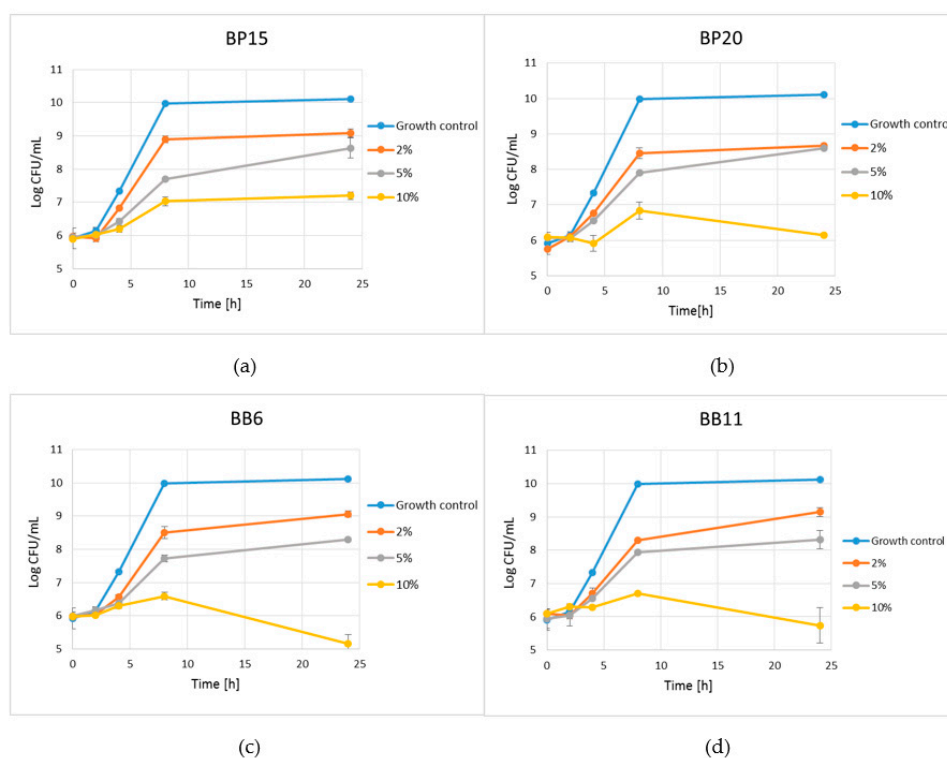 BP15
11
10
9
8
7
6
5
Log CFU/mL
0 5 10 15 20 25
Time [h]
Growth control
2%
5%
10%
(a)
BP20
11
10
9
8
7
6
5
Log CFU/mL
0 5 10 15 20 25
Time[h]
Growth control
2%
5%
10%
(b)
BB6
11
10
9
8
7
6
5
Log CFU/mL
0 5 10 15 20 25
Time [h]
Growth control
2%
5%
10%
(c)
BB11
11
10
9
8
7
6
5
Log CFU/mL
0 5 10 15 20 25
Time [h]
Growth control
2%
5%
10%
(d)